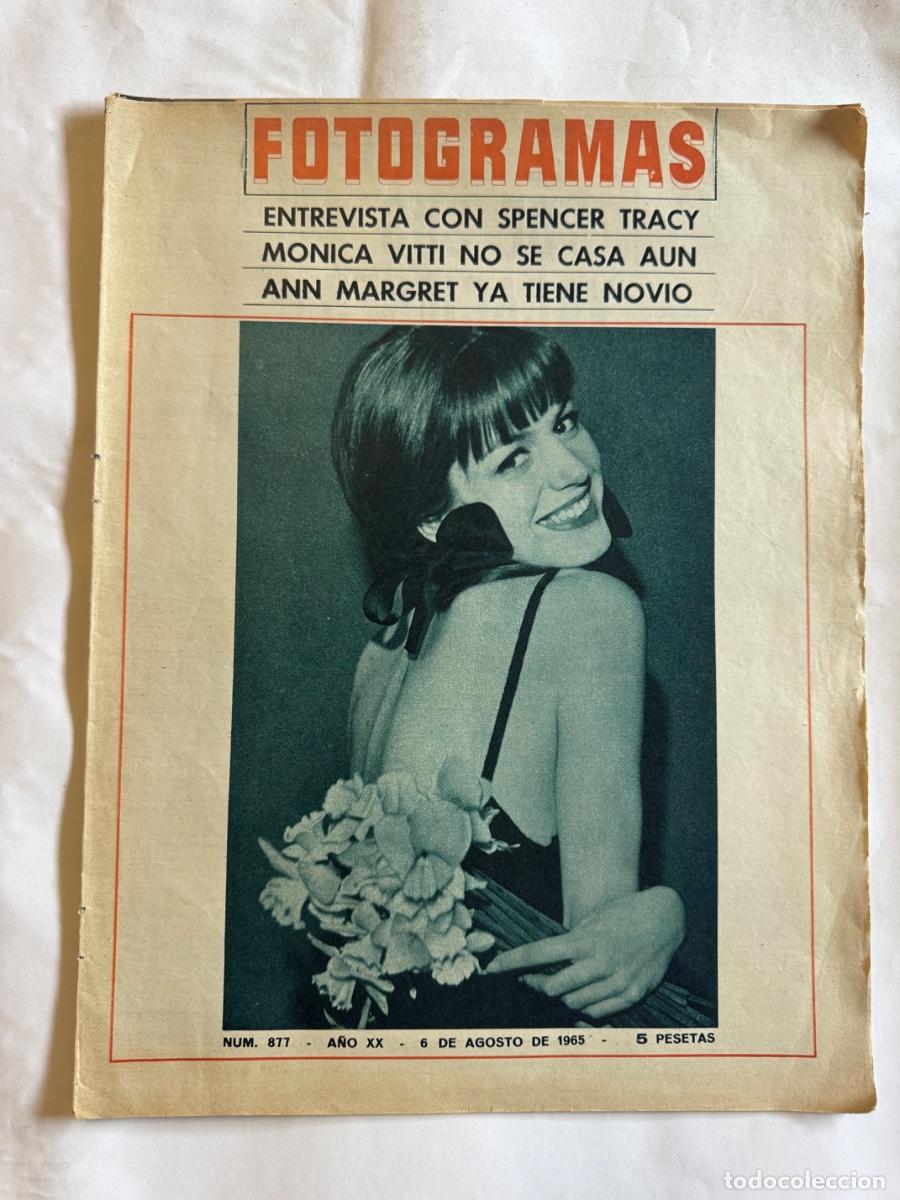 FOTOGRAMAS
ENTREVISTA CON SPENCER TRACY
MONICA VITTI NO SE CASA AUN
ANN MARGRET YA TIENE NOVIO
NUM. 877 - AÑO XX - 6 DE AGOSTO DE 1965 - 5 PESETAS
todocoleccion